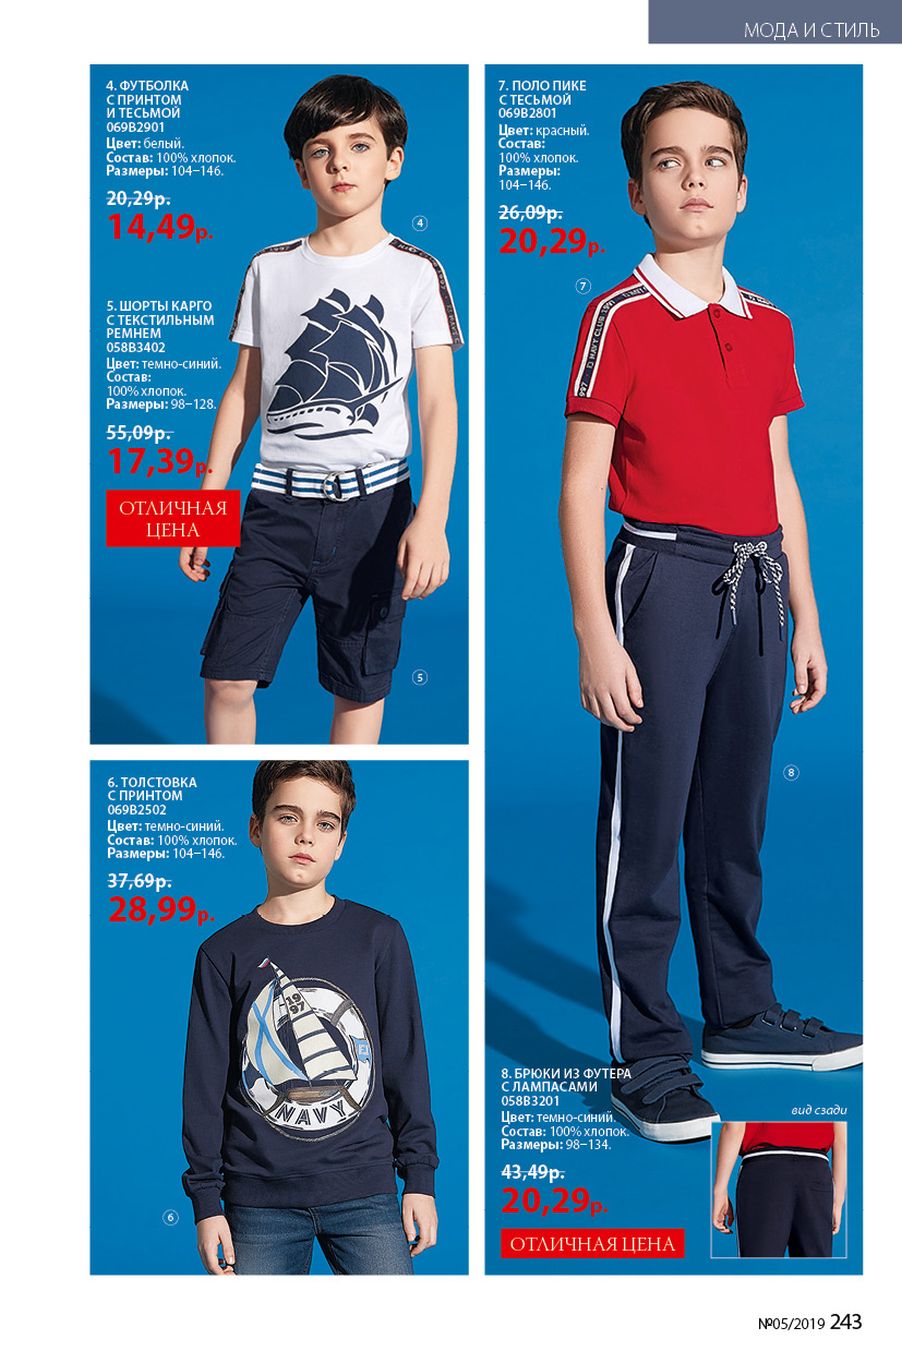 МОДА И СТИЛЬ
4. ФУТБОЛКА
С ПРИНТОМ
И ТЕСЬМОЙ
069B2901
Цвет: белый.
Состав: 100% хлопок.
Размеры: 104–146.
20,29р.
14,49р.
4
5. ШОРТЫ КАРГО
С ТЕКСТИЛЬНЫМ
РЕМНЕМ
058B3402
Цвет: темно-синий.
Состав:
100% хлопок.
Размеры: 98–128.
55,09р.
17,39р.
ОТЛИЧНАЯ
ЦЕНА
5
6. ТОЛСТОВКА
С ПРИНТОМ
069B2502
Цвет: темно-синий.
Состав: 100% хлопок.
Размеры: 104–146.
37,69р.
28,99р.
19
97
NAVY
6
7. ПОЛО ПИКЕ
С ТЕСЬМОЙ
069B2801
Цвет: красный.
Состав:
100% хлопок.
Размеры:
104–146.
26,09р.
20,29р.
7
NAVY CLUB 1997
997
8
8. БРЮКИ ИЗ ФУТЕРА
С ЛАМПАСАМИ
058B3201
Цвет: темно-синий.
Состав: 100% хлопок.
Размеры: 98–134.
43,49р.
20,29р.
ОТЛИЧНАЯ ЦЕНА
вид сзади
№05/2019 243